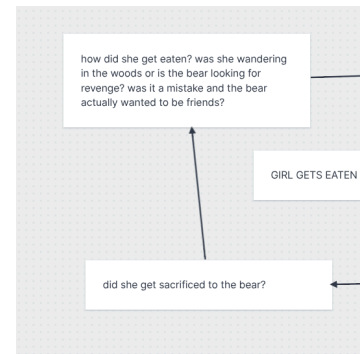 how did she get eaten? was she wandering
in the woods or is the bear looking for
revenge? was it a mistake and the bear
actually wanted to be friends?
GIRL GETS EATEN
did she get sacrificed to the bear?